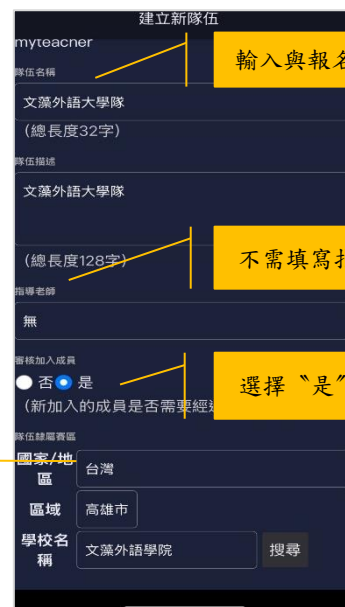 建立新隊伍
myteacher
輸入與報名
隊伍名稱
文藻外語大學隊
(總長度32字)
隊伍描述
文藻外語大學隊
(總長度128字)
不需填寫指
指導老師
無
審核加入成員
否 是
選擇〝是〞
(新加入的成員是否需要經過
隊伍隸屬賽區
國家/地區 台灣
區域 高雄市
學校名稱 文藻外語學院 搜尋